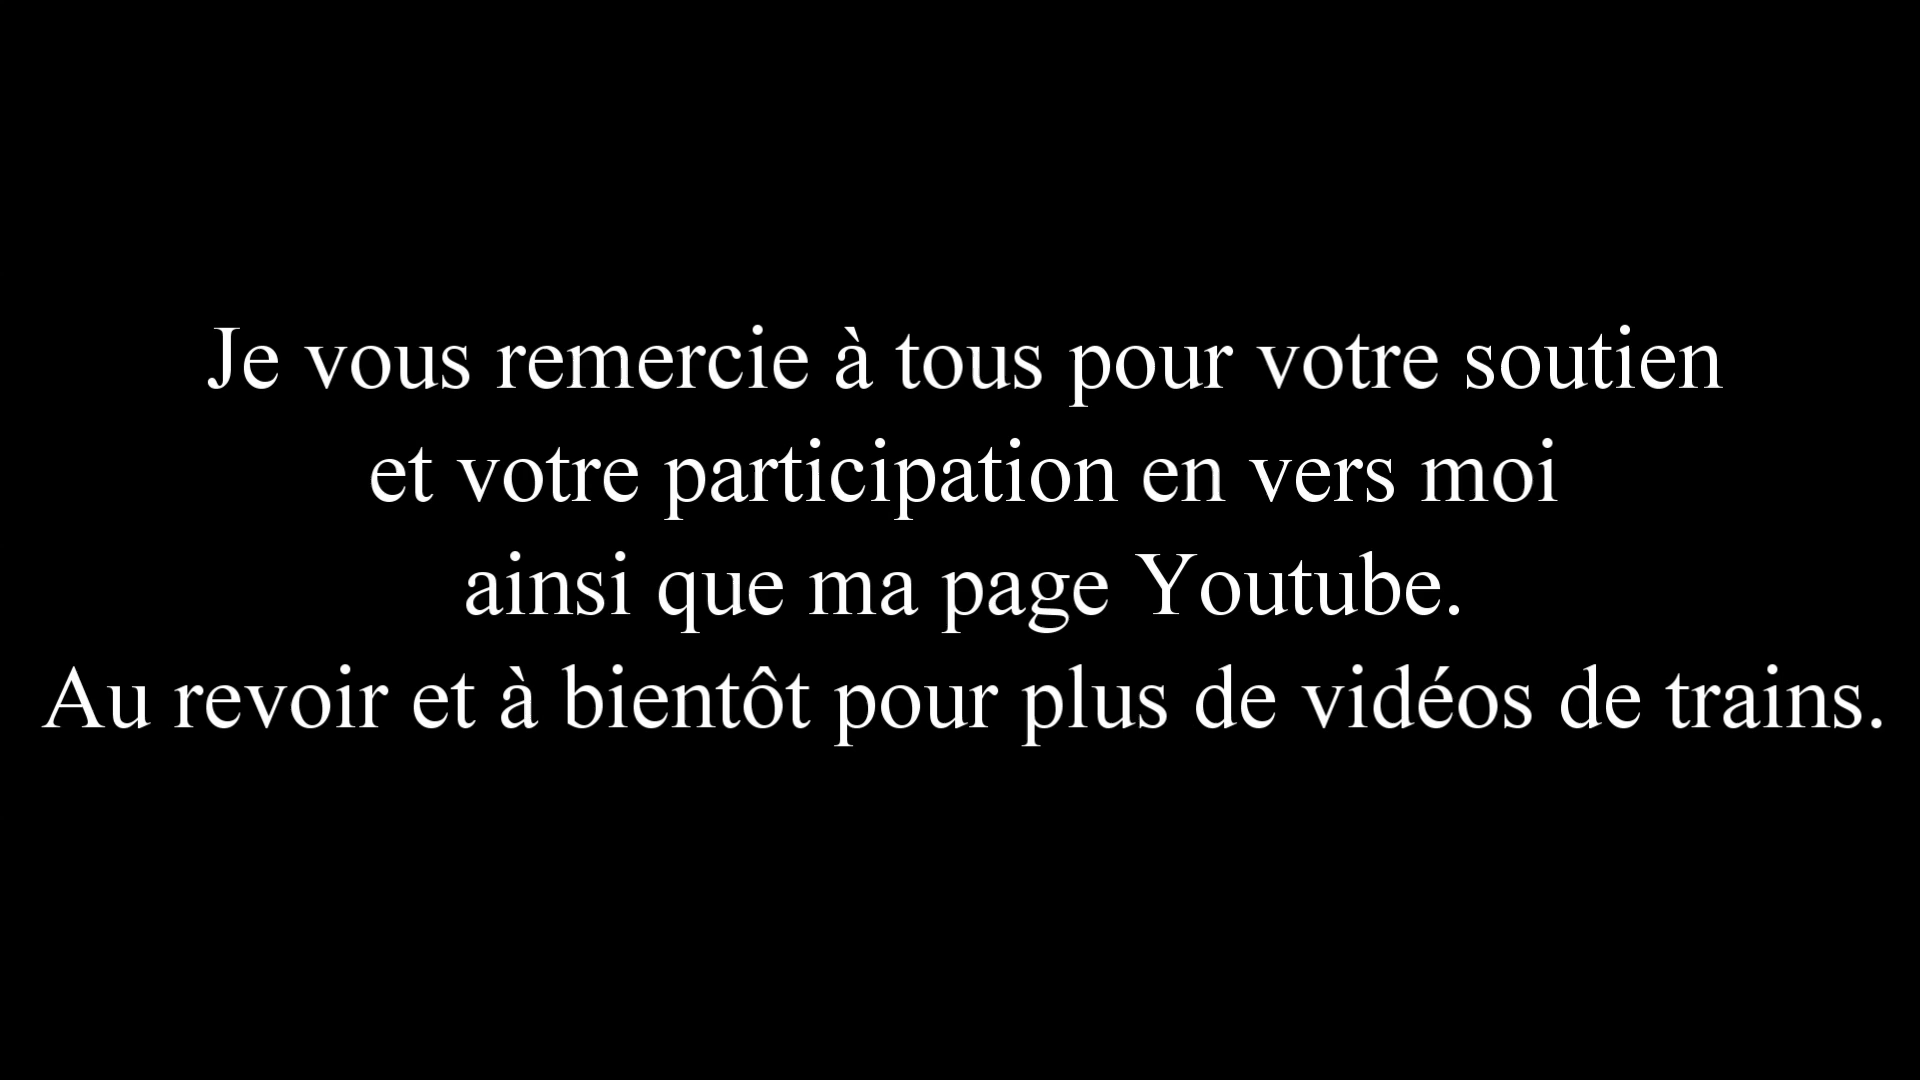 Je vous remercie à tous pour votre soutien
et votre participation en vers moi
ainsi que ma page Youtube.
Au revoir et à bientôt pour plus de vidéos de trains.